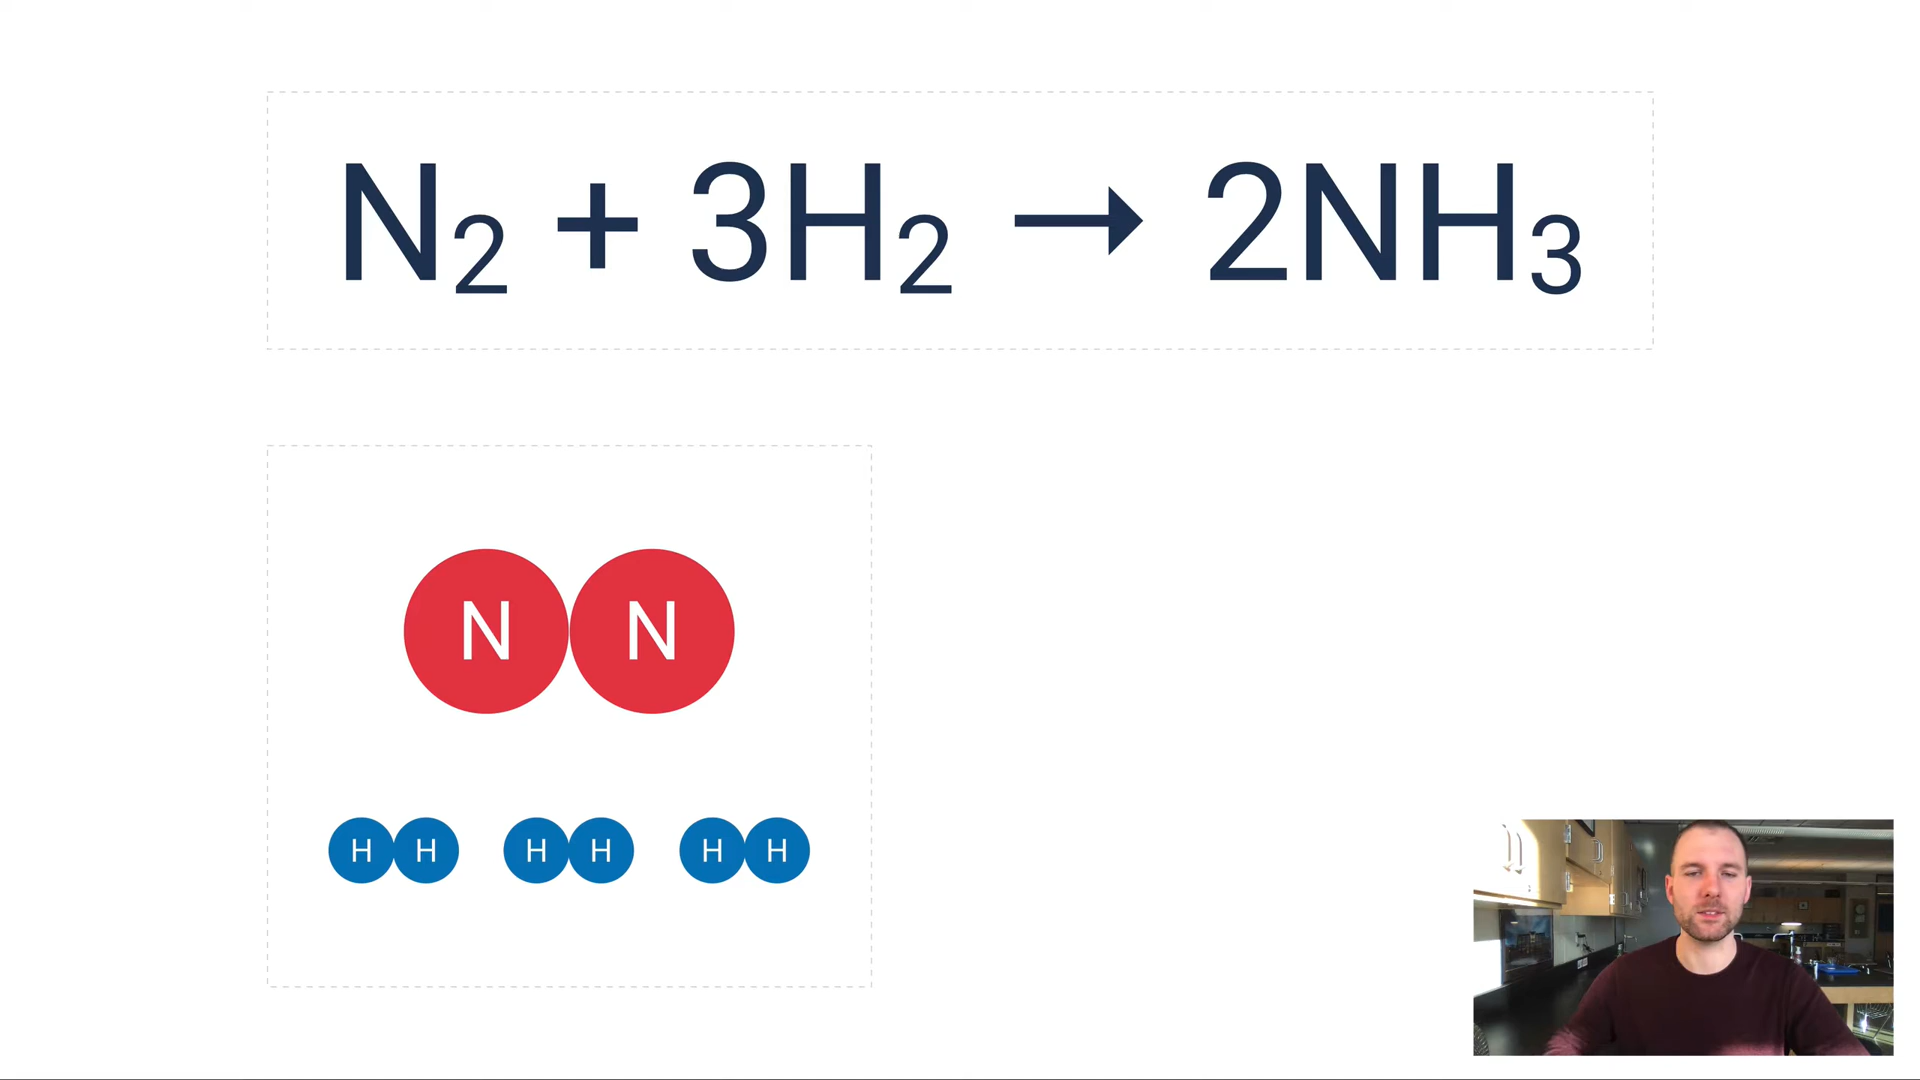 N₂ + 3H₂ → 2NH₃
N N
H H H H H H